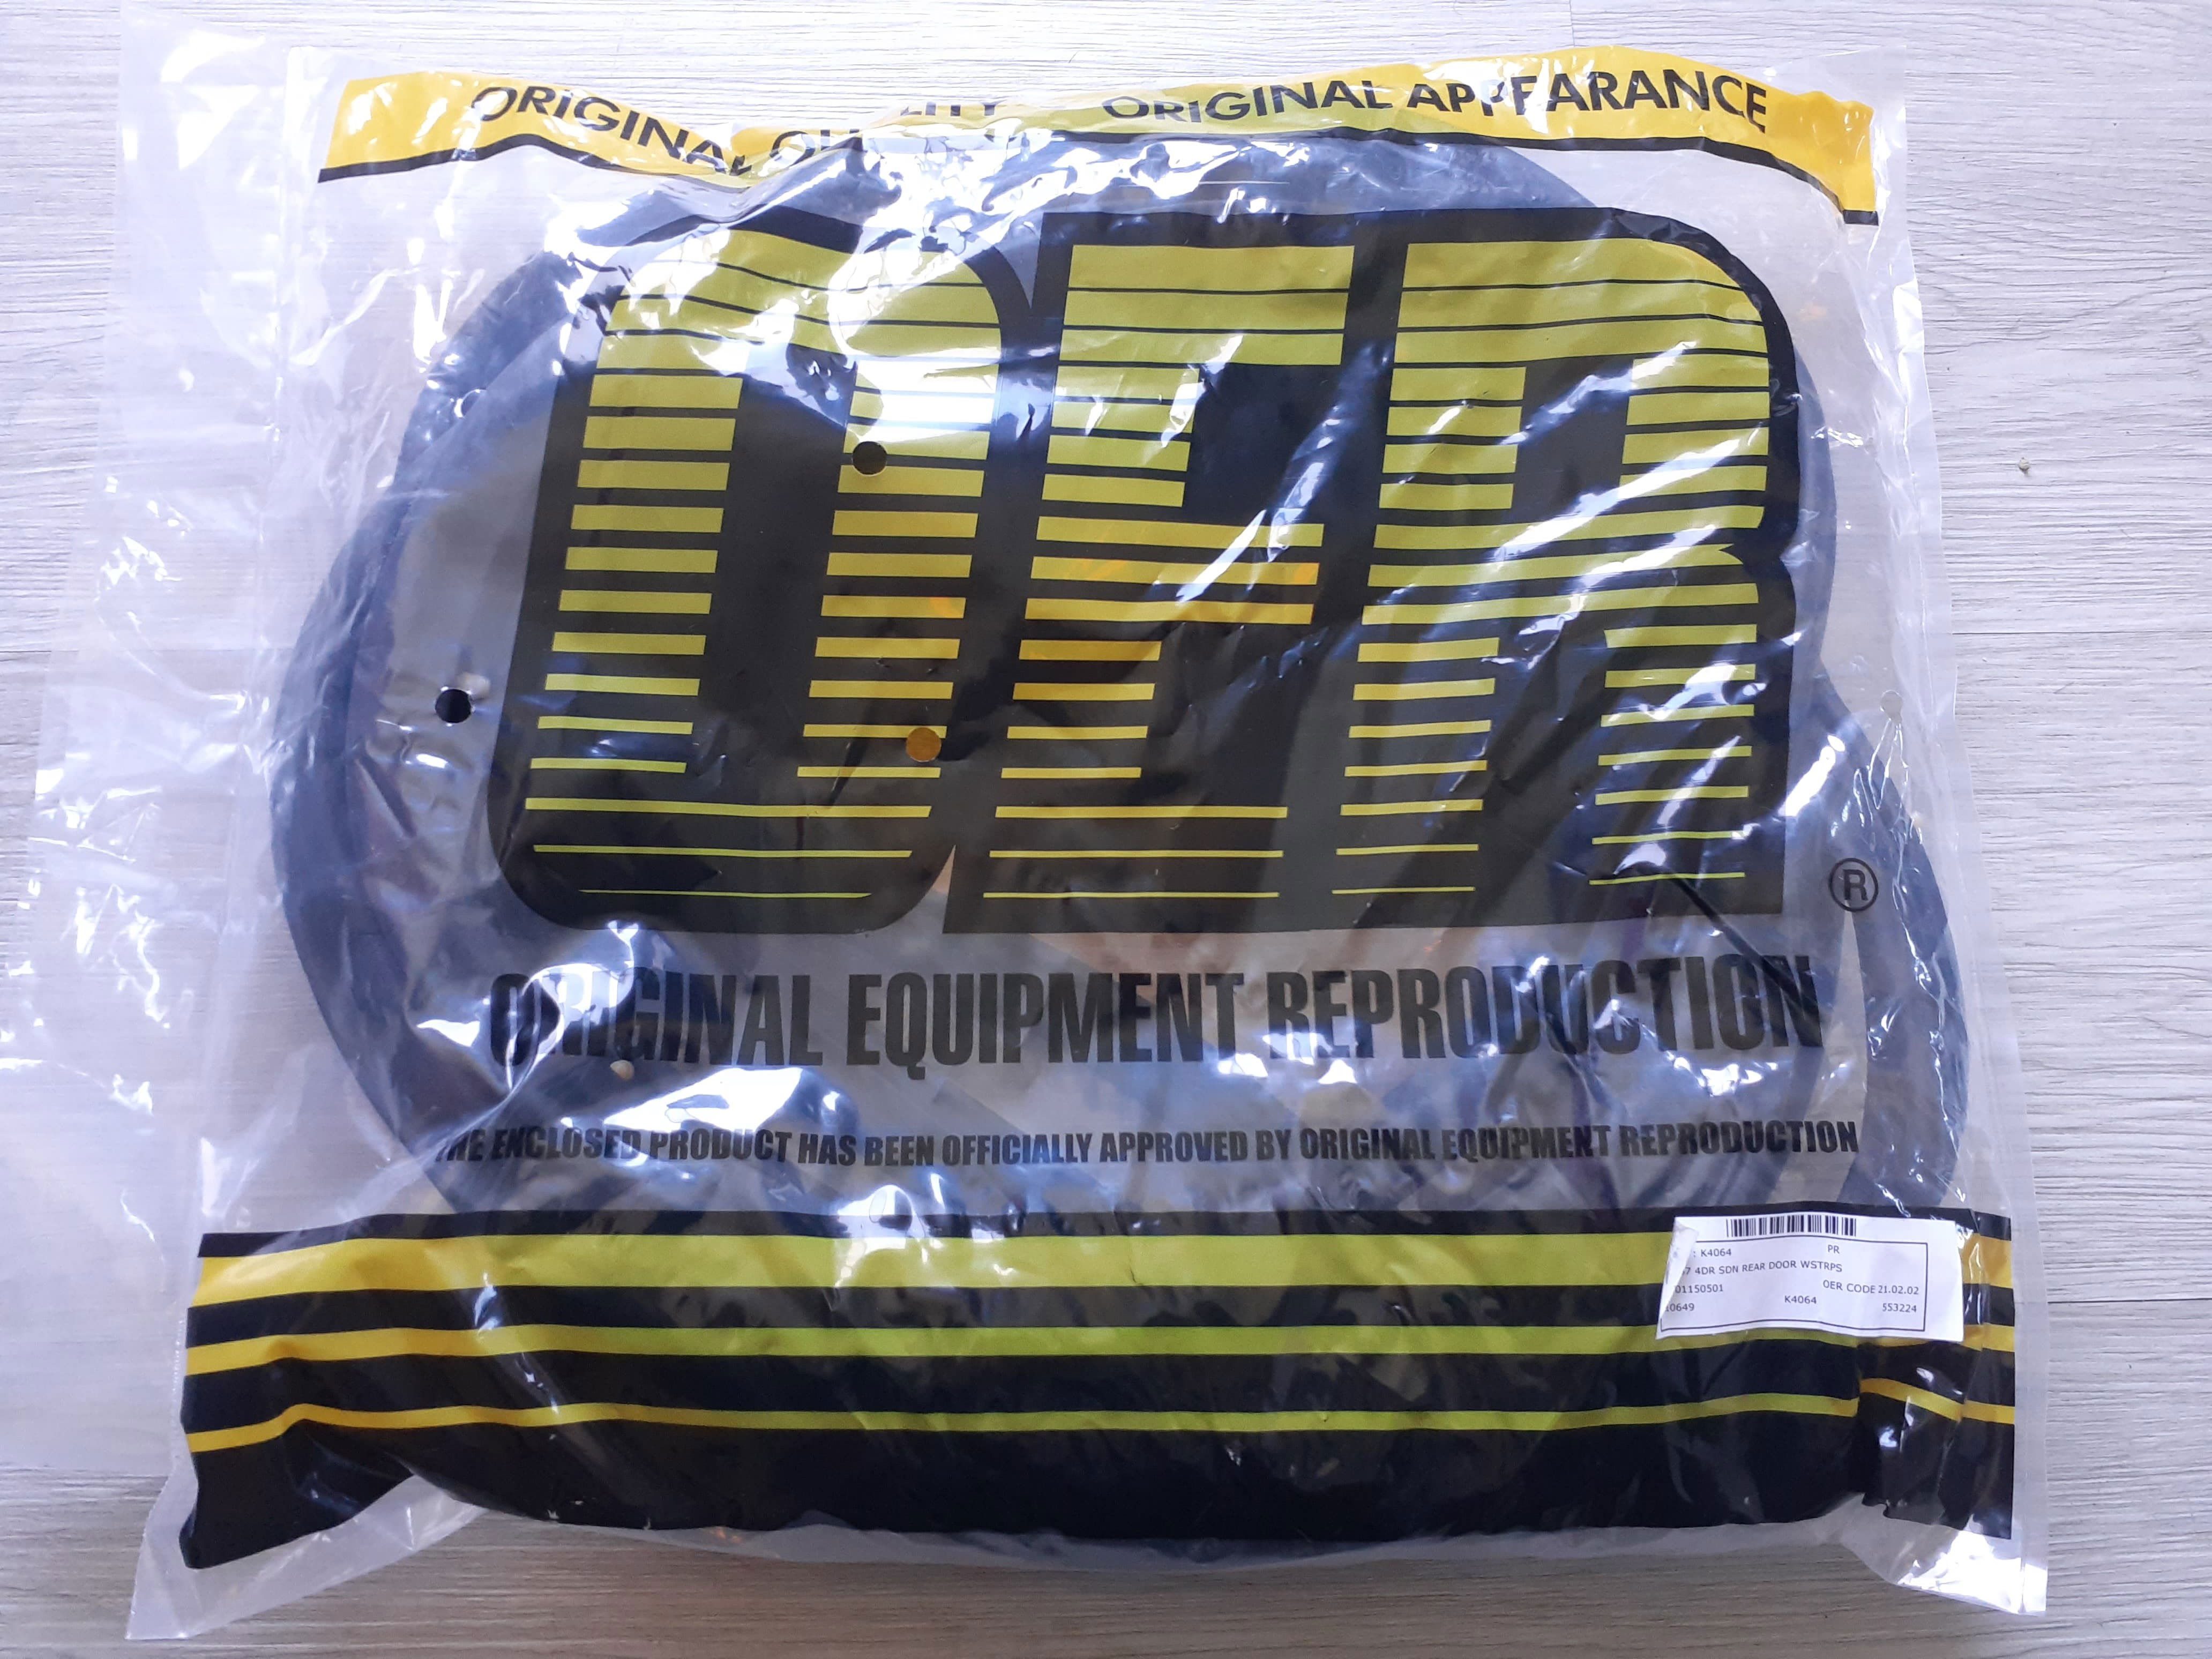 ORIGINAL QUALITY ORIGINAL APPEARANCE
OER
®
ORIGINAL EQUIPMENT REPRODUCTION
THE ENCLOSED PRODUCT HAS BEEN OFFICIALLY APPROVED BY ORIGINAL EQUIPMENT REPRODUCTION
: K4064 PR
4DR SDN REAR DOOR WSTRPS
01150501 OER CODE 21.02.02
0649 K4064 553224